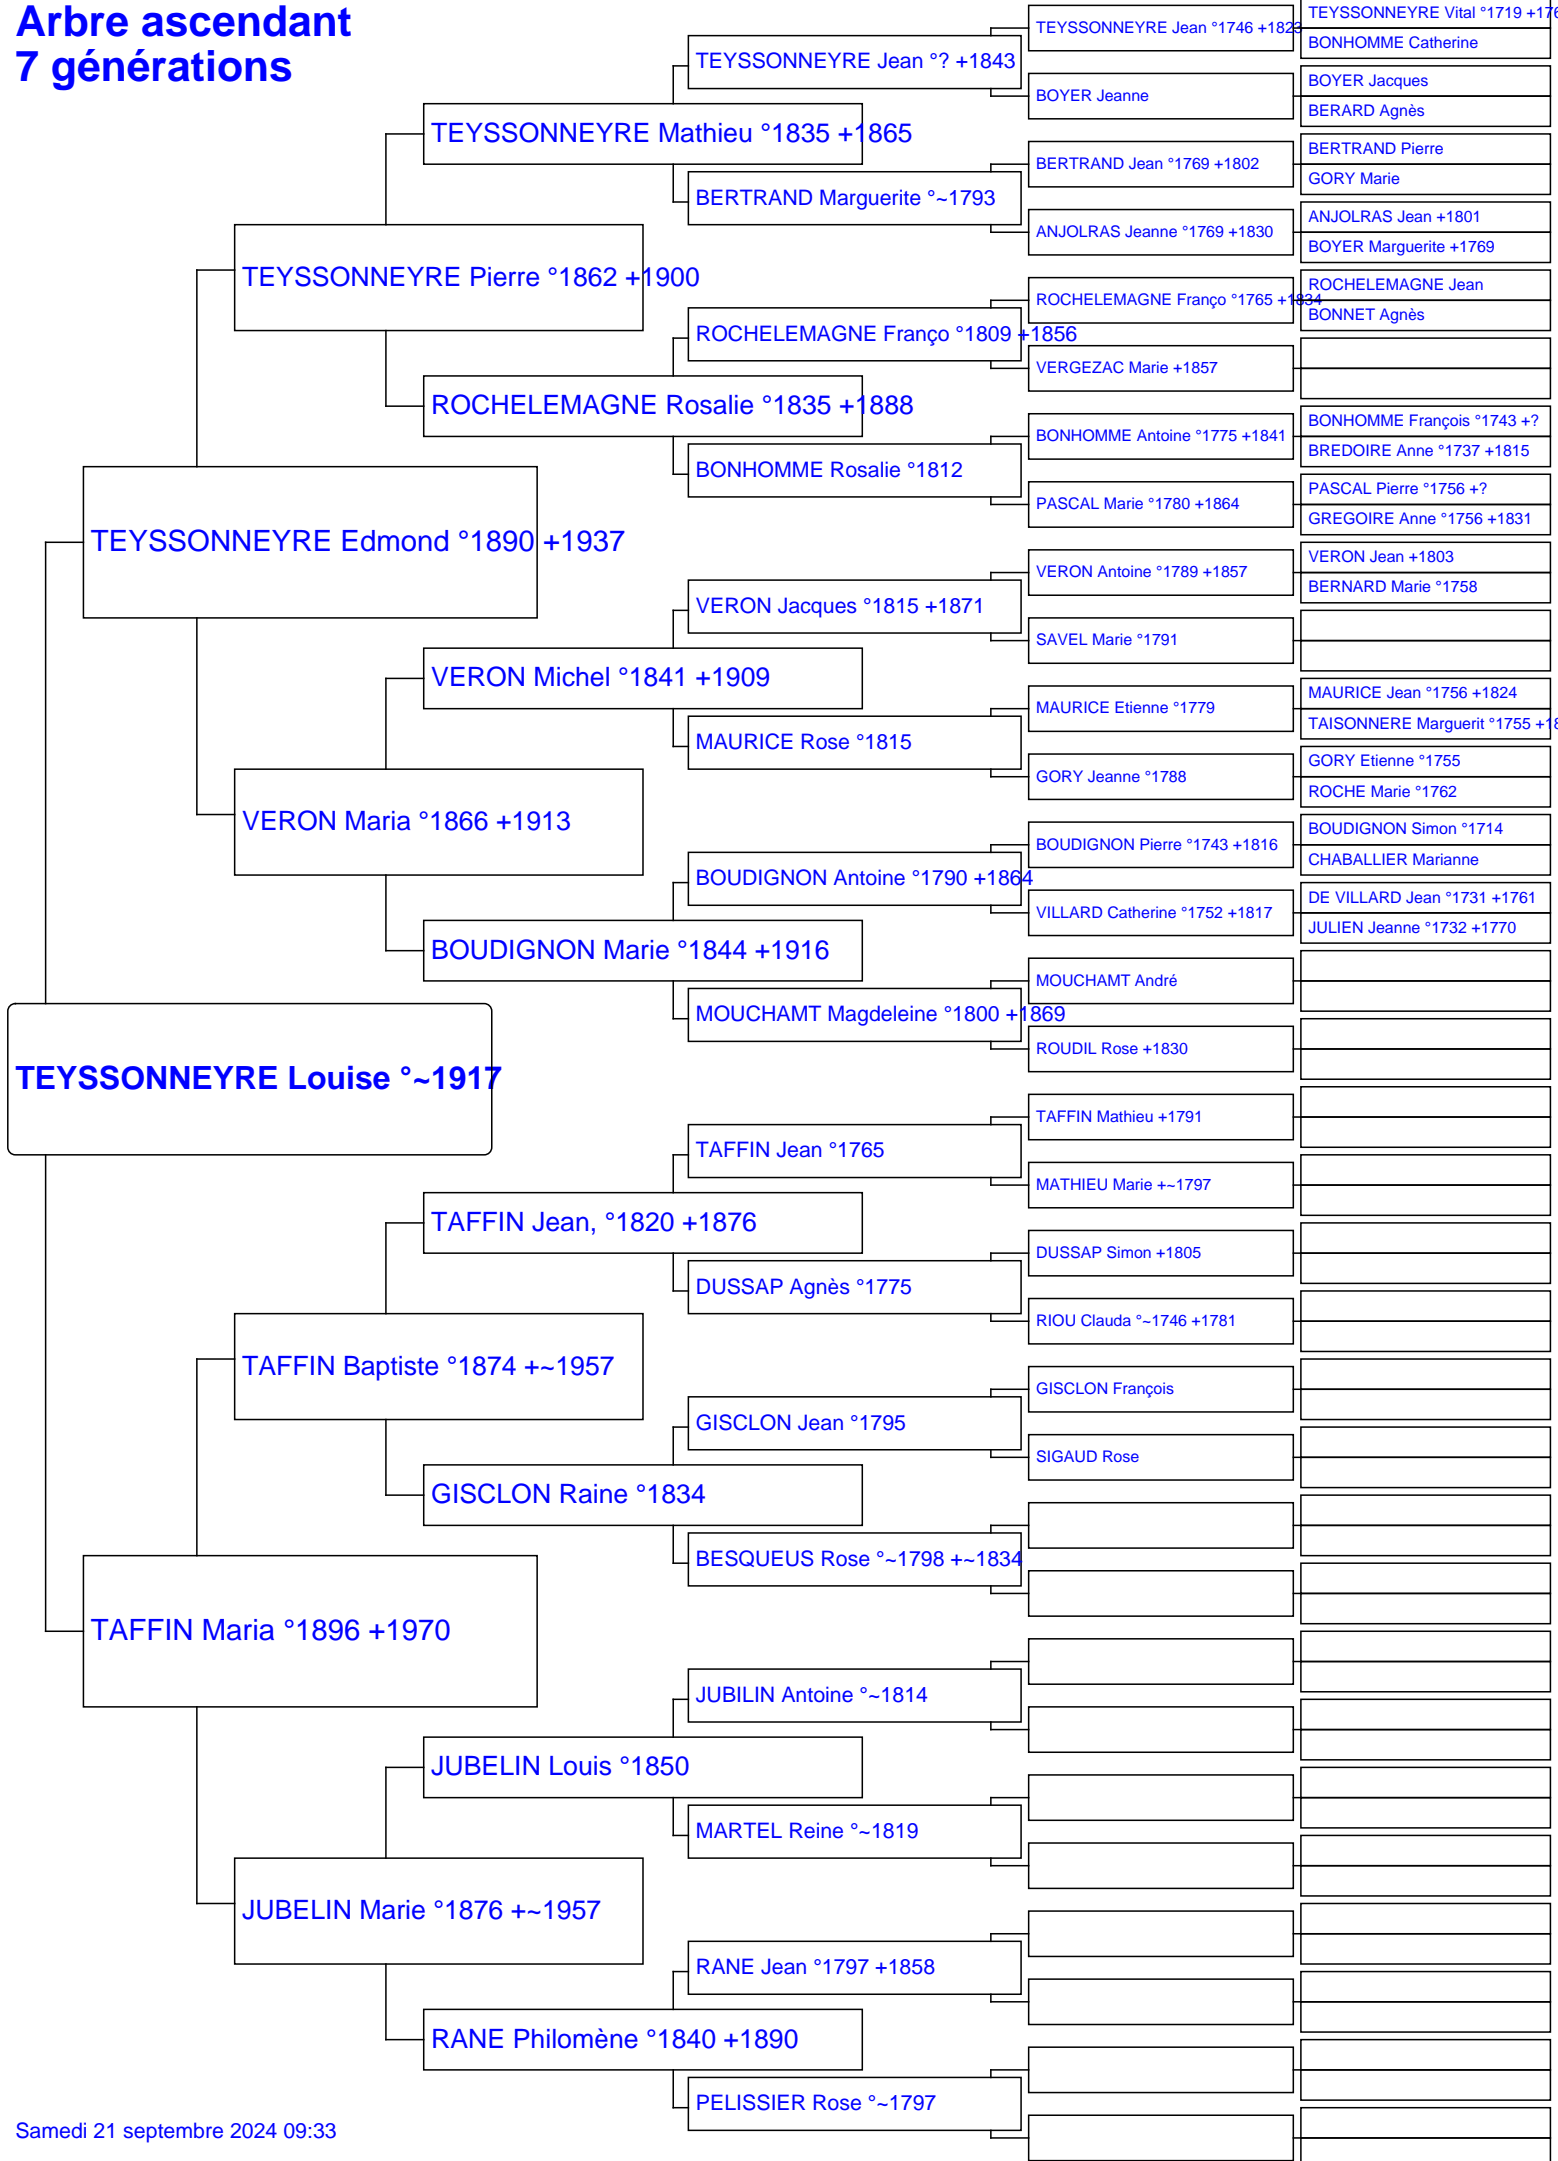 Arbre ascendant
7 générations
TEYSSONNEYRE Louise °~1917
TEYSSONNEYRE Edmond °1890 +1937
TAFFIN Maria °1896 +1970
TEYSSONNEYRE Pierre °1862 +1900
VERON Maria °1866 +1913
TAFFIN Baptiste °1874 +~1957
JUBELIN Marie °1876 +~1957
TEYSSONNEYRE Mathieu °1835 +1865
ROCHELEMAGNE Rosalie °1835 +1888
VERON Michel °1841 +1909
BOUDIGNON Marie °1844 +1916
TAFFIN Jean, °1820 +1876
GISCLON Raine °1834
JUBELIN Louis °1850
RANE Philomène °1840 +1890
TEYSSONNEYRE Jean °? +1843
BERTRAND Marguerite °~1793
ROCHELEMAGNE Franço °1809 +1856
BONHOMME Rosalie °1812
VERON Jacques °1815 +1871
MAURICE Rose °1815
BOUDIGNON Antoine °1790 +1864
MOUCHAMT Magdeleine °1800 +1869
TAFFIN Jean °1765
DUSSAP Agnès °1775
GISCLON Jean °1795
BESQUEUS Rose °~1798 +~1834
JUBILIN Antoine °~1814
MARTEL Reine °~1819
RANE Jean °1797 +1858
PELISSIER Rose °~1797
TEYSSONNEYRE Jean °1746 +1823
BOYER Jeanne
BERTRAND Jean °1769 +1802
ANJOLRAS Jeanne °1769 +1830
ROCHELEMAGNE Franço °1765 +1834
VERGEZAC Marie +1857
BONHOMME Antoine °1775 +1841
PASCAL Marie °1780 +1864
VERON Antoine °1789 +1857
SAVEL Marie °1791
MAURICE Etienne °1779
GORY Jeanne °1788
BOUDIGNON Pierre °1743 +1816
VILLARD Catherine °1752 +1817
MOUCHAMT André
ROUDIL Rose +1830
TAFFIN Mathieu +1791
MATHIEU Marie +~1797
DUSSAP Simon +1805
RIOU Clauda °~1746 +1781
GISCLON François
SIGAUD Rose
TEYSSONNEYRE Vital °1719
BONHOMME Catherine
BOYER Jacques
BERARD Agnès
BERTRAND Pierre
GORY Marie
ANJOLRAS Jean +1801
BOYER Marguerite +1769
ROCHELEMAGNE Jean
BONNET Agnès
BONHOMME François °1743 +?
BREDOIRE Anne °1737 +1815
PASCAL Pierre °1756 +?
GREGOIRE Anne °1756 +1831
VERON Jean +1803
BERNARD Marie °1758
MAURICE Jean °1756 +1824
TAISONNERE Marguerit °1755
GORY Etienne °1755
ROCHE Marie °1762
BOUDIGNON Simon °1714
CHABALLIER Marianne
DE VILLARD Jean °1731 +1761
JULIEN Jeanne °1732 +1770
Samedi 21 septembre 2024 09:33